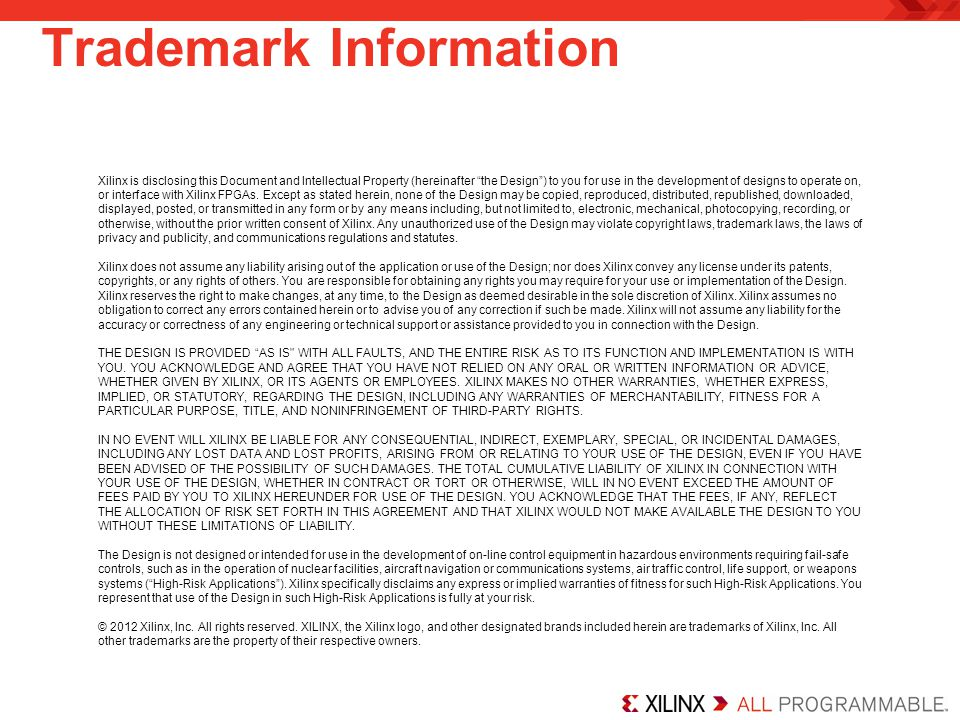 Trademark Information
Xilinx is disclosing this Document and Intellectual Property (hereinafter “the Design”) to you for use in the development of designs to operate on,
or interface with Xilinx FPGAs. Except as stated herein, none of the Design may be copied, reproduced, distributed, republished, downloaded,
displayed, posted, or transmitted in any form or by any means including, but not limited to, electronic, mechanical, photocopying, recording, or
otherwise, without the prior written consent of Xilinx. Any unauthorized use of the Design may violate copyright laws, trademark laws, the laws of
privacy and publicity, and communications regulations and statutes.
Xilinx does not assume any liability arising out of the application or use of the Design; nor does Xilinx convey any license under its patents,
copyrights, or any rights of others. You are responsible for obtaining any rights you may require for your use or implementation of the Design.
Xilinx reserves the right to make changes, at any time, to the Design as deemed desirable in the sole discretion of Xilinx. Xilinx assumes no
obligation to correct any errors contained herein or to advise you of any correction if such be made. Xilinx will not assume any liability for the
accuracy or correctness of any engineering or technical support or assistance provided to you in connection with the Design.
THE DESIGN IS PROVIDED “AS IS" WITH ALL FAULTS, AND THE ENTIRE RISK AS TO ITS FUNCTION AND IMPLEMENTATION IS WITH
YOU. YOU ACKNOWLEDGE AND AGREE THAT YOU HAVE NOT RELIED ON ANY ORAL OR WRITTEN INFORMATION OR ADVICE,
WHETHER GIVEN BY XILINX, OR ITS AGENTS OR EMPLOYEES. XILINX MAKES NO OTHER WARRANTIES, WHETHER EXPRESS,
IMPLIED, OR STATUTORY, REGARDING THE DESIGN, INCLUDING ANY WARRANTIES OF MERCHANTABILITY, FITNESS FOR A
PARTICULAR PURPOSE, TITLE, AND NONINFRINGEMENT OF THIRD-PARTY RIGHTS.
IN NO EVENT WILL XILINX BE LIABLE FOR ANY CONSEQUENTIAL, INDIRECT, EXEMPLARY, SPECIAL, OR INCIDENTAL DAMAGES,
INCLUDING ANY LOST DATA AND LOST PROFITS, ARISING FROM OR RELATING TO YOUR USE OF THE DESIGN, EVEN IF YOU HAVE
BEEN ADVISED OF THE POSSIBILITY OF SUCH DAMAGES. THE TOTAL CUMULATIVE LIABILITY OF XILINX IN CONNECTION WITH
YOUR USE OF THE DESIGN, WHETHER IN CONTRACT OR TORT OR OTHERWISE, WILL IN NO EVENT EXCEED THE AMOUNT OF
FEES PAID BY YOU TO XILINX HEREUNDER FOR USE OF THE DESIGN. YOU ACKNOWLEDGE THAT THE FEES, IF ANY, REFLECT
THE ALLOCATION OF RISK SET FORTH IN THIS AGREEMENT AND THAT XILINX WOULD NOT MAKE AVAILABLE THE DESIGN TO YOU
WITHOUT THESE LIMITATIONS OF LIABILITY.
The Design is not designed or intended for use in the development of on-line control equipment in hazardous environments requiring fail-safe
controls, such as in the operation of nuclear facilities, aircraft navigation or communications systems, air traffic control, life support, or weapons
systems (“High-Risk Applications”). Xilinx specifically disclaims any express or implied warranties of fitness for such High-Risk Applications. You
represent that use of the Design in such High-Risk Applications is fully at your risk.
© 2012 Xilinx, Inc. All rights reserved. XILINX, the Xilinx logo, and other designated brands included herein are trademarks of Xilinx, Inc. All
other trademarks are the property of their respective owners.
XILINX ALL PROGRAMMABLE.